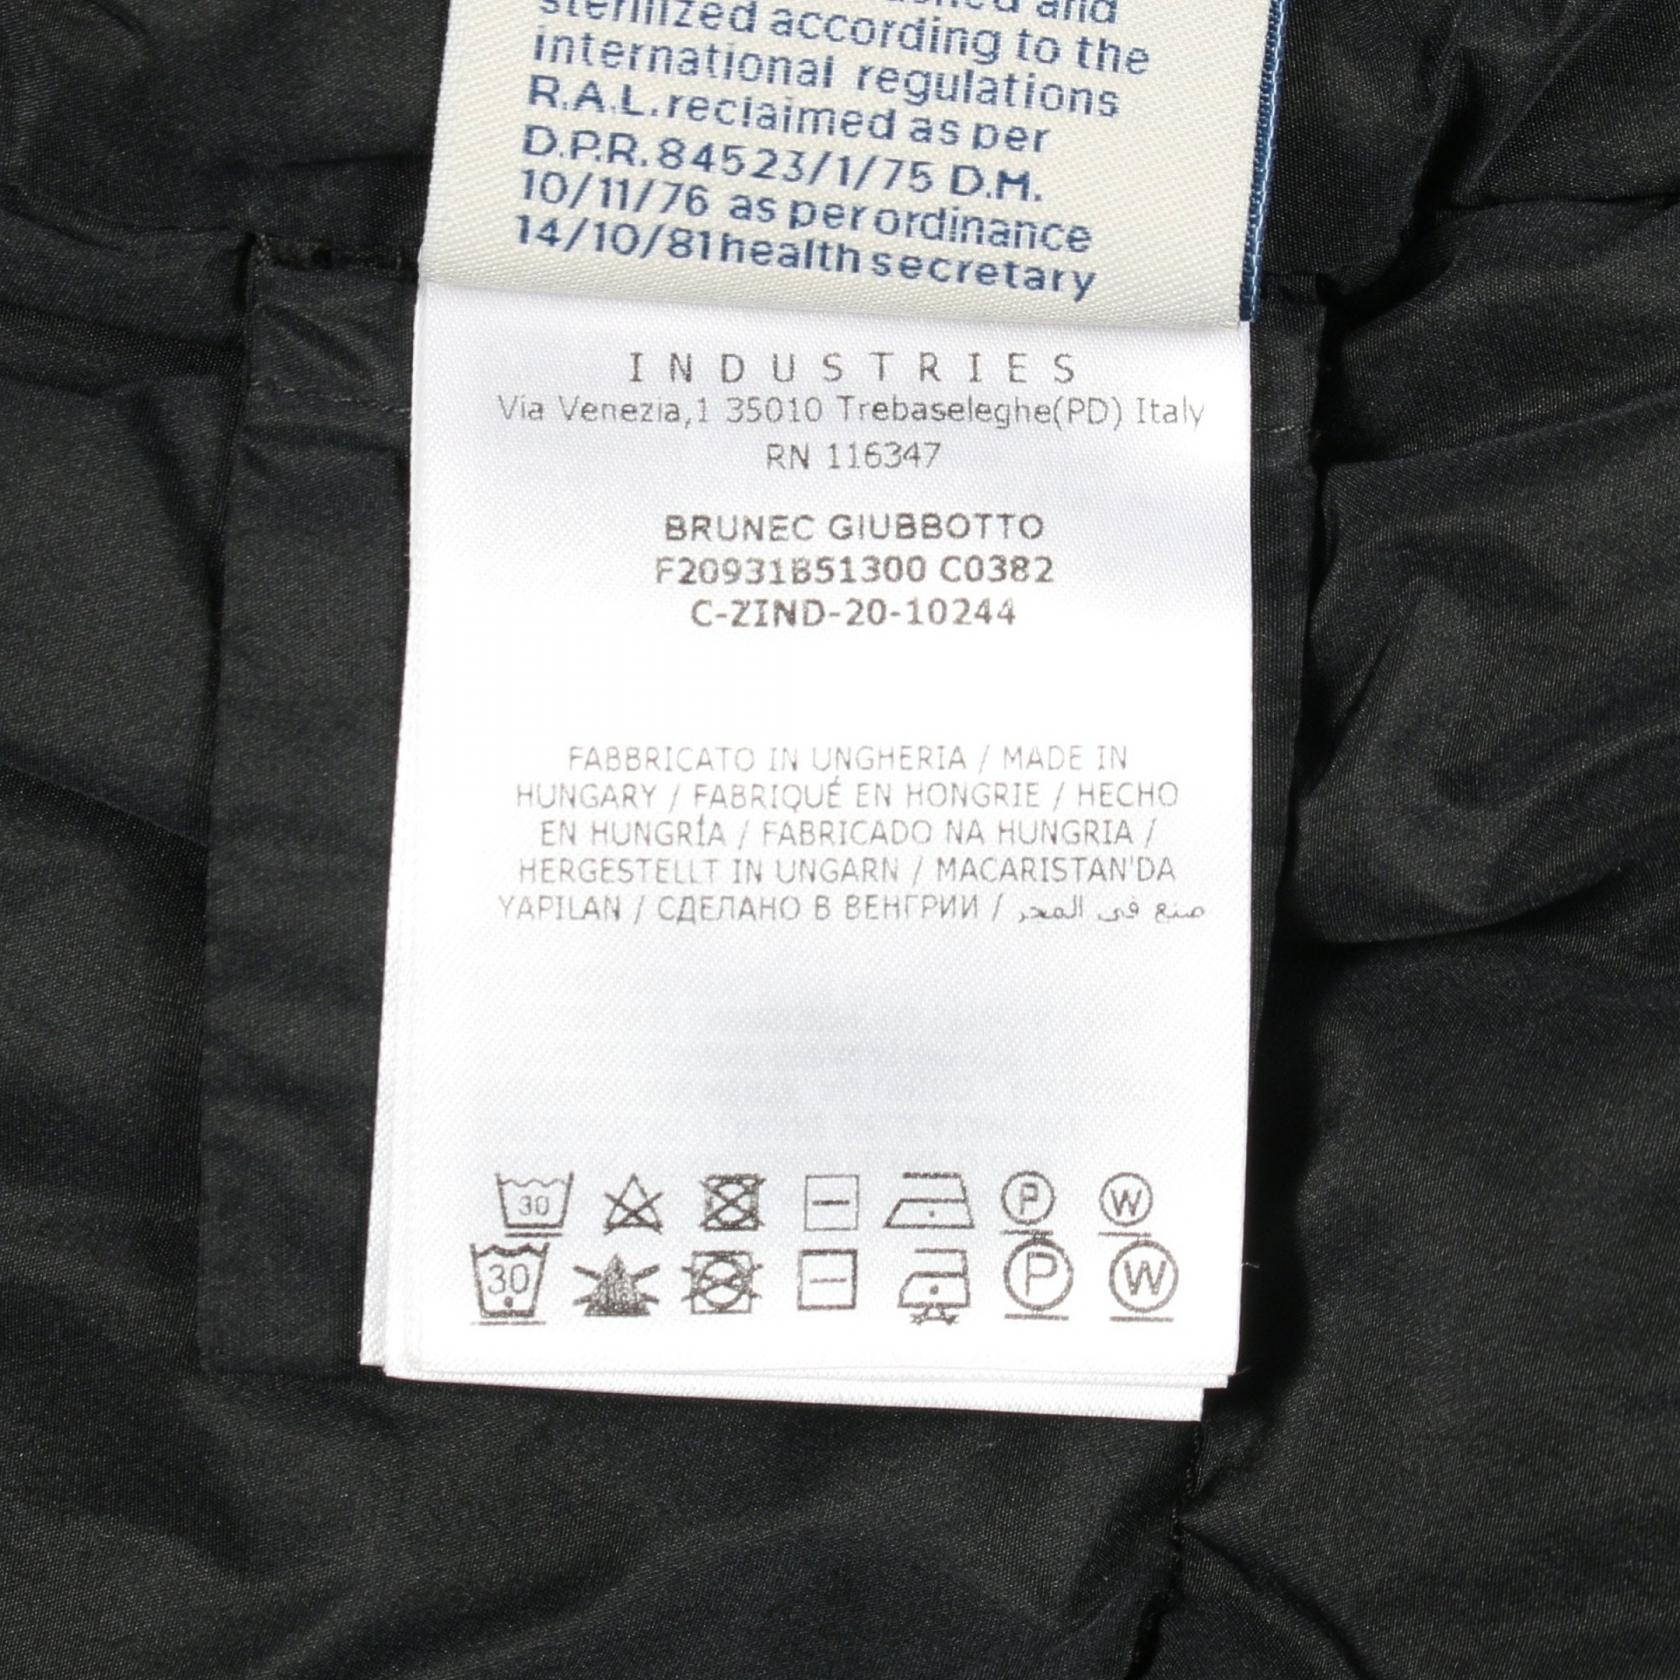 and
sterilized according to the
international regulations
R.A.L. reclaimed as per
D.P.R. 84523/1/75 D.M.
10/11/76 as per ordinance
14/10/81 health secretary
INDUSTRIES
Via Venezia,1 35010 Trebaseleghe(PD) Italy
RN 116347
BRUNEC GIUBBOTTO
F20931B51300 C0382
C-ZIND-20-10244
FABBRICATO IN UNGHERIA / MADE IN
HUNGARY / FABRIQUÉ EN HONGRIE / HECHO
EN HUNGRÍA / FABRICADO NA HUNGRIA /
HERGESTELLT IN UNGARN / MACARISTAN'DA
YAPILAN / СДЕЛАНО В ВЕНГРИИ / صنع في المجر
30 P W
30 P W